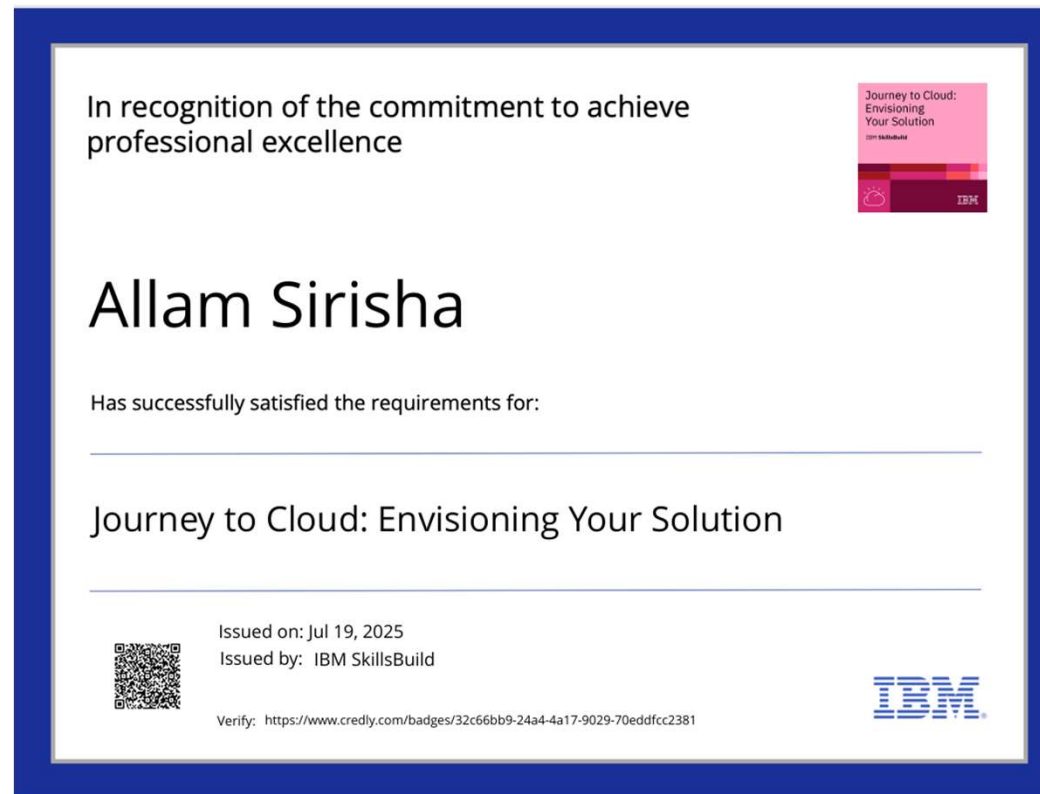 In recognition of the commitment to achieve
professional excellence
Journey to Cloud:
Envisioning
Your Solution
IBM SkillsBuild
IBM
Allam Sirisha
Has successfully satisfied the requirements for:
Journey to Cloud: Envisioning Your Solution
Issued on: Jul 19, 2025
Issued by: IBM SkillsBuild
Verify: https://www.credly.com/badges/32c66bb9-24a4-4a17-9029-70eddfcc2381
IBM.